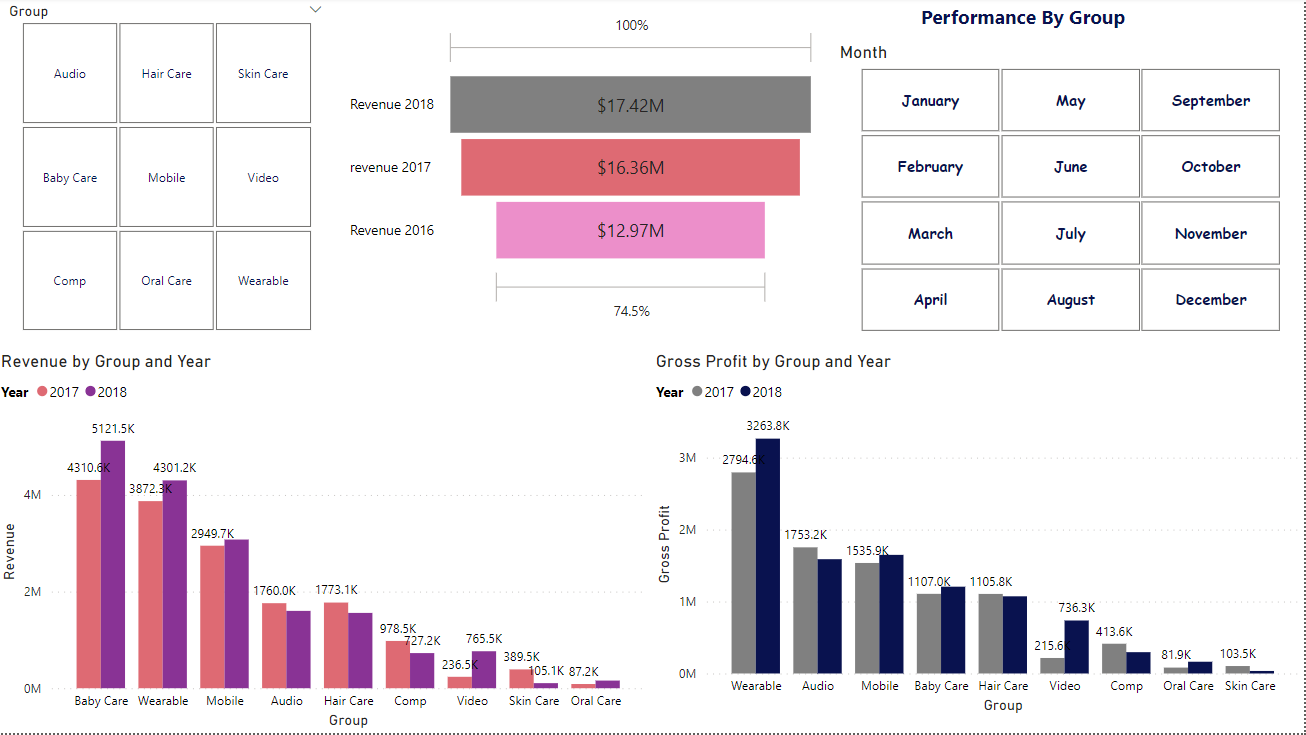 Group
Audio
Hair Care
Skin Care
Baby Care
Mobile
Video
Comp
Oral Care
Wearable
100%
Revenue 2018
$17.42M
revenue 2017
$16.36M
Revenue 2016
$12.97M
74.5%
Performance By Group
Month
January
May
September
February
June
October
March
July
November
April
August
December
Revenue by Group and Year
Year 2017 2018
5121.5K
4310.6K
4301.2K
3872.3K
2949.7K
1760.0K
1773.1K
978.5K
727.2K
236.5K
765.5K
389.5K
105.1K
87.2K
4M
2M
0M
Revenue
Baby Care Wearable Mobile Audio Hair Care Comp Video Skin Care Oral Care
Group
Gross Profit by Group and Year
Year 2017 2018
3263.8K
2794.6K
1753.2K
1535.9K
1107.0K
1105.8K
215.6K
736.3K
413.6K
81.9K
103.5K
3M
2M
1M
0M
Gross Profit
Wearable Audio Mobile Baby Care Hair Care Video Comp Oral Care Skin Care
Group